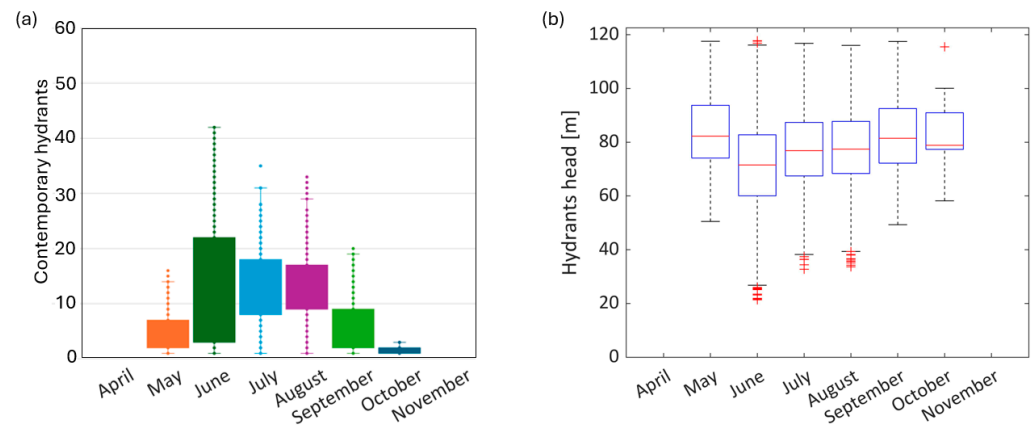 (a)
Contemporary hydrants
60
50
40
30
20
10
0
April
May
June
July
August
September
October
November
(b)
Hydrants head [m]
120
100
80
60
40
20
0
April
May
June
July
August
September
October
November